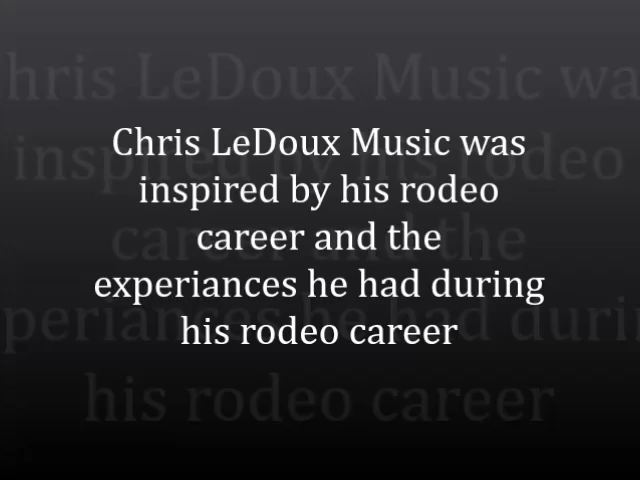 Chris LeDoux Music was
inspired by his rodeo
career and the
experiances he had during
his rodeo career